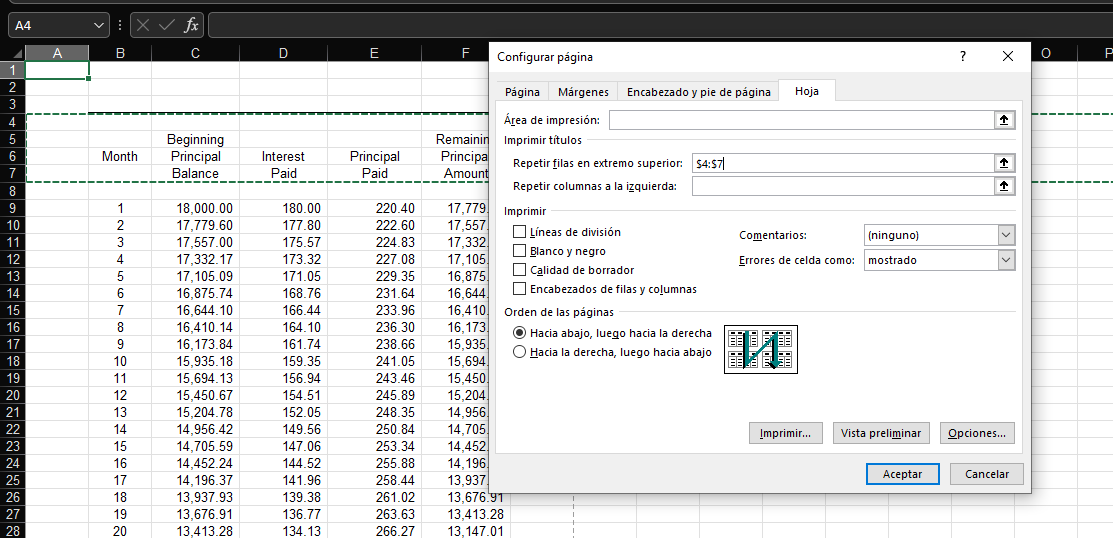 A4 fx
A B C D E F O P
Configurar página ? 
Página Márgenes Encabezado y pie de página Hoja
Área de impresión:
Imprimir títulos
Repetir filas en extremo superior: $4:$7
Repetir columnas a la izquierda:
Imprimir
Líneas de división
Blanco y negro
Calidad de borrador
Encabezados de filas y columnas
Comentarios: (ninguno)
Errores de celda como: mostrado
Orden de las páginas
Hacia abajo, luego hacia la derecha
Hacia la derecha, luego hacia abajo
Imprimir... Vista preliminar Opciones...
Aceptar Cancelar
1
2
3
4
5 Beginning
6 Month Principal Interest Principal
7 Balance Paid Paid
8
9 1 18,000.00 180.00 220.40 17,779.
10 2 17,779.60 177.80 222.60 17,557.
11 3 17,557.00 175.57 224.83 17,332.
12 4 17,332.17 173.32 227.08 17,105.
13 5 17,105.09 171.05 229.35 16,875.
14 6 16,875.74 168.76 231.64 16,644.
15 7 16,644.10 166.44 233.96 16,410.
16 8 16,410.14 164.10 236.30 16,173.
17 9 16,173.84 161.74 238.66 15,935.
18 10 15,935.18 159.35 241.05 15,694.
19 11 15,694.13 156.94 243.46 15,450.
20 12 15,450.67 154.51 245.89 15,204.
21 13 15,204.78 152.05 248.35 14,956.
22 14 14,956.42 149.56 250.84 14,705.
23 15 14,705.59 147.06 253.34 14,452.
24 16 14,452.24 144.52 255.88 14,196.
25 17 14,196.37 141.96 258.44 13,937.
26 18 13,937.93 139.38 261.02 13,676.91
27 19 13,676.91 136.77 263.63 13,413.28
28 20 13,413.28 134.13 266.27 13,147.01